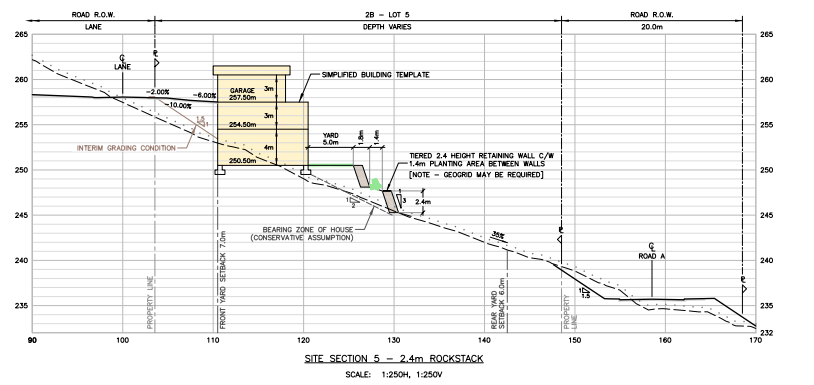 ROAD R.O.W.
2B - LOT 5
ROAD R.O.W.
LANE
DEPTH VARIES
20.0m
265
265
LANE
260
260
SIMPLIFIED BUILDING TEMPLATE
GARAGE
257.50m
3m
-2.00%
-6.00%
-10.00%
255
255
1.5
1
INTERIM GRADING CONDITION
254.50m
3m
YARD
5.0m
1.8m
1.4m
250.50m
4m
TIERED 2.4 HEIGHT RETAINING WALL C/W
1.4m PLANTING AREA BETWEEN WALLS
[NOTE - GEOGRID MAY BE REQUIRED]
250
250
1
2
1
3
2.4m
245
245
BEARING ZONE OF HOUSE
(CONSERVATIVE ASSUMPTION)
35%
ROAD A
240
240
PROPERTY LINE
FRONT YARD SETBACK 7.0m
REAR YARD
SETBACK 6.0m
PROPERTY
LINE
1
1.5
235
235
232
232
90
100
110
120
130
140
150
160
170
SITE SECTION 5 - 2.4m ROCKSTACK
SCALE: 1:250H, 1:250V